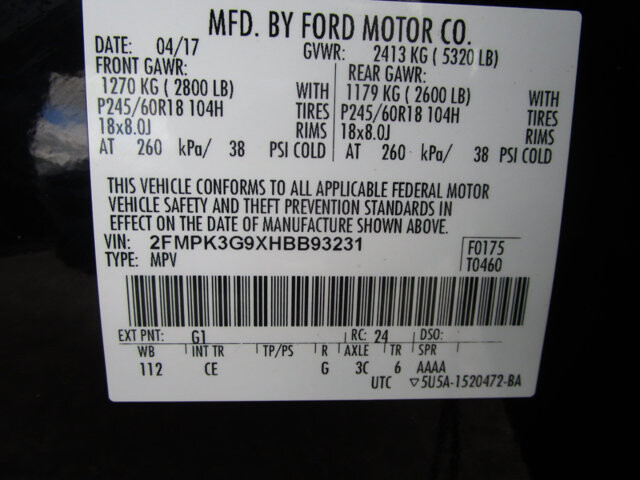 MFD. BY FORD MOTOR CO.
DATE: 04/17 GVWR: 2413 KG ( 5320 LB)
FRONT GAWR: REAR GAWR:
1270 KG ( 2800 LB) WITH 1179 KG ( 2600 LB) WITH
P245/60R18 104H TIRES P245/60R18 104H TIRES
18x8.0J RIMS 18x8.0J RIMS
AT 260 kPa/ 38 PSI COLD AT 260 kPa/ 38 PSI COLD
THIS VEHICLE CONFORMS TO ALL APPLICABLE FEDERAL MOTOR
VEHICLE SAFETY AND THEFT PREVENTION STANDARDS IN
EFFECT ON THE DATE OF MANUFACTURE SHOWN ABOVE.
VIN: 2FMPK3G9XHBB93231 F0175
TYPE: MPV T0460
EXT PNT: G1 RC: 24 DSO:
WB INT TR TP/PS R AXLE TR SPR
112 CE G 3C 6 AAAA
UTC ▽5U5A-1520472-BA